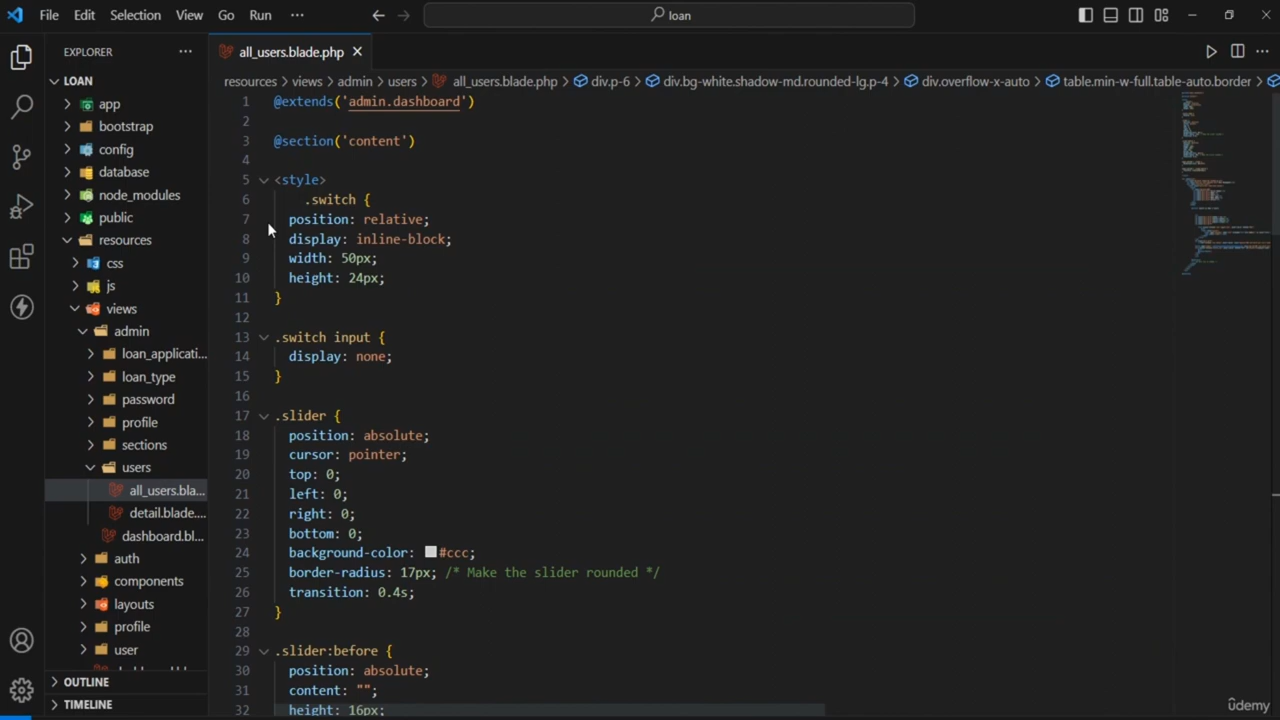 File Edit Selection View Go Run ··· loan
EXPLORER ···
LOAN
app
bootstrap
config
database
node_modules
public
resources
css
js
views
admin
loan_applicati...
loan_type
password
profile
sections
users
all_users.bla...
detail.blade....
dashboard.bl...
auth
components
layouts
profile
user
OUTLINE
TIMELINE
all_users.blade.php
resources > views > admin > users > all_users.blade.php > div.p-6 > div.bg-white.shadow-md.rounded-lg.p-4 > div.overflow-x-auto > table.min-w-full.table-auto.border >
1 @extends('admin.dashboard')
2
3 @section('content')
4
5 <style>
6 .switch {
7 position: relative;
8 display: inline-block;
9 width: 50px;
10 height: 24px;
11 }
12
13 .switch input {
14 display: none;
15 }
16
17 .slider {
18 position: absolute;
19 cursor: pointer;
20 top: 0;
21 left: 0;
22 right: 0;
23 bottom: 0;
24 background-color: #ccc;
25 border-radius: 17px; /* Make the slider rounded */
26 transition: 0.4s;
27 }
28
29 .slider:before {
30 position: absolute;
31 content: "";
32 height: 16px;
ûdemy